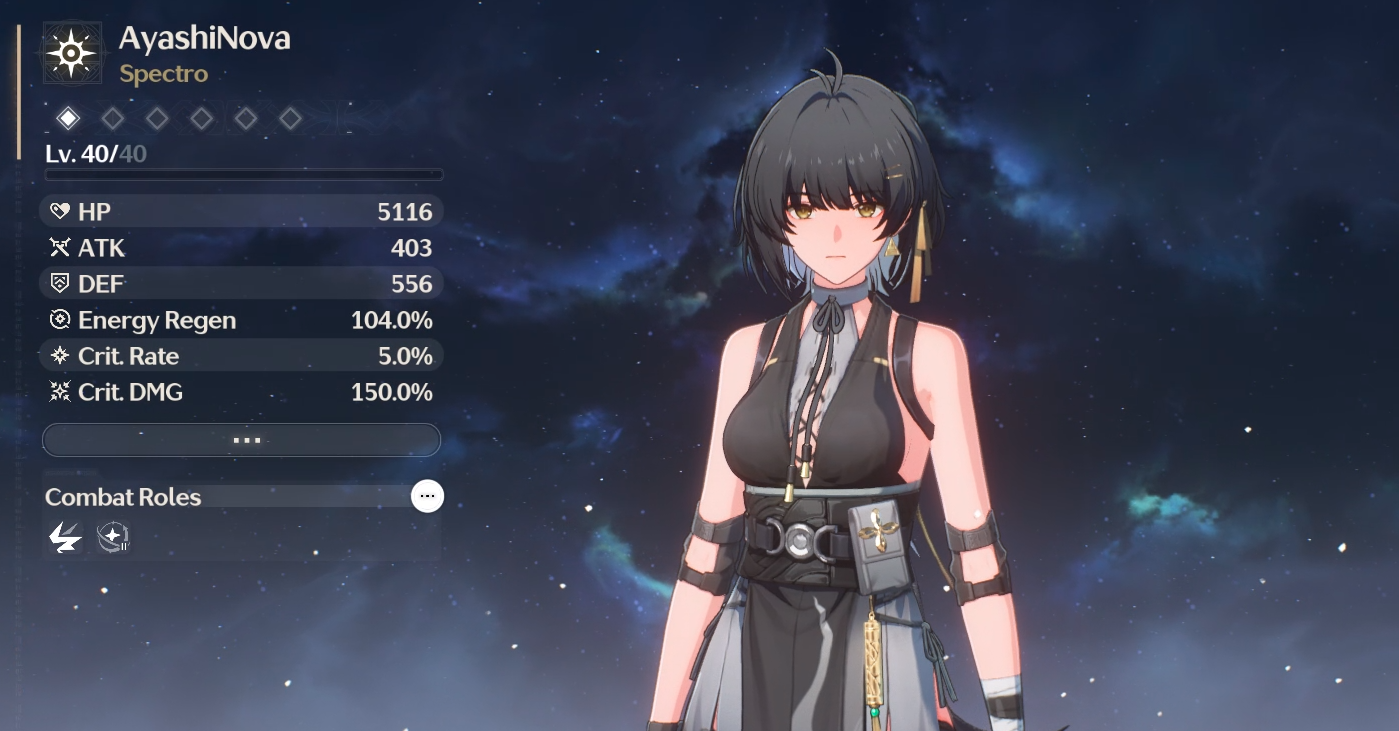 AyashiNova
Spectro
Lv. 40/40
HP 5116
ATK 403
DEF 556
Energy Regen 104.0%
Crit. Rate 5.0%
Crit. DMG 150.0%
...
Combat Roles ...
II